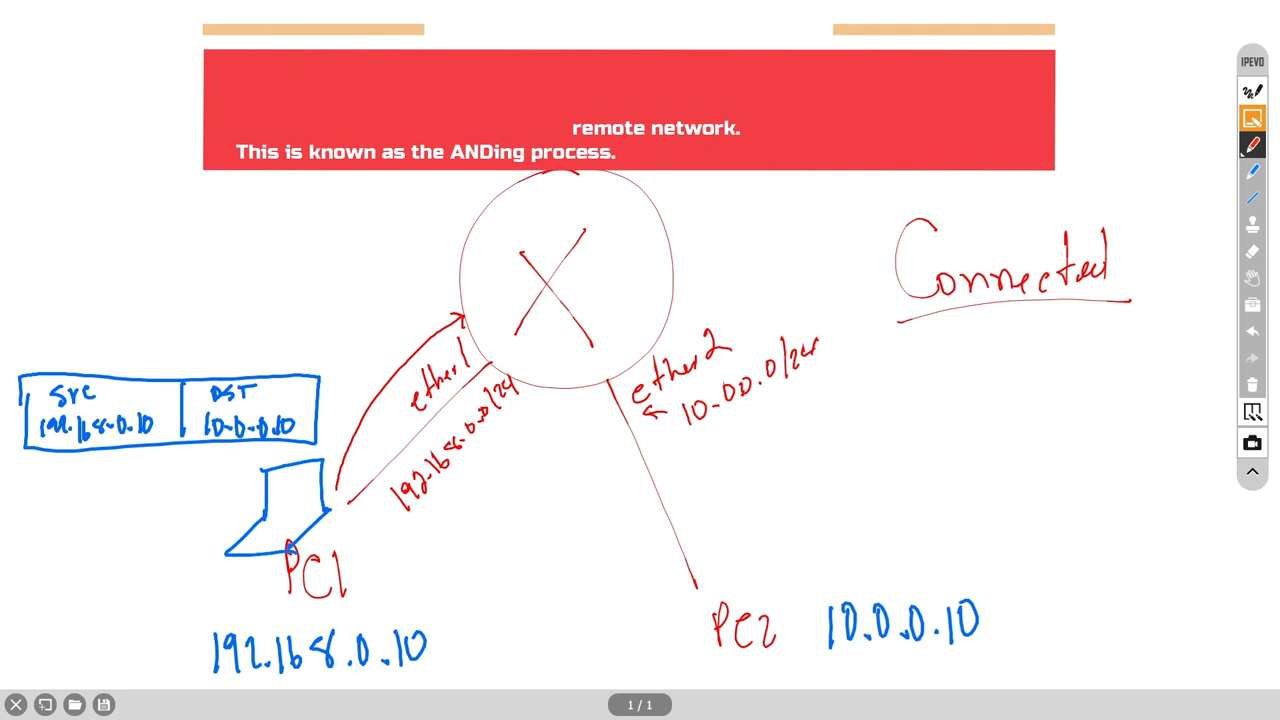 IPEVO
remote network.
This is known as the ANDing process.
Connected
ether1
192.168.0.0/24
ether2
10.0.0.0/24
Src
DST
192.168.0.10
10.0.0.10
PC1
192.168.0.10
PC2
10.0.0.10
1 / 1